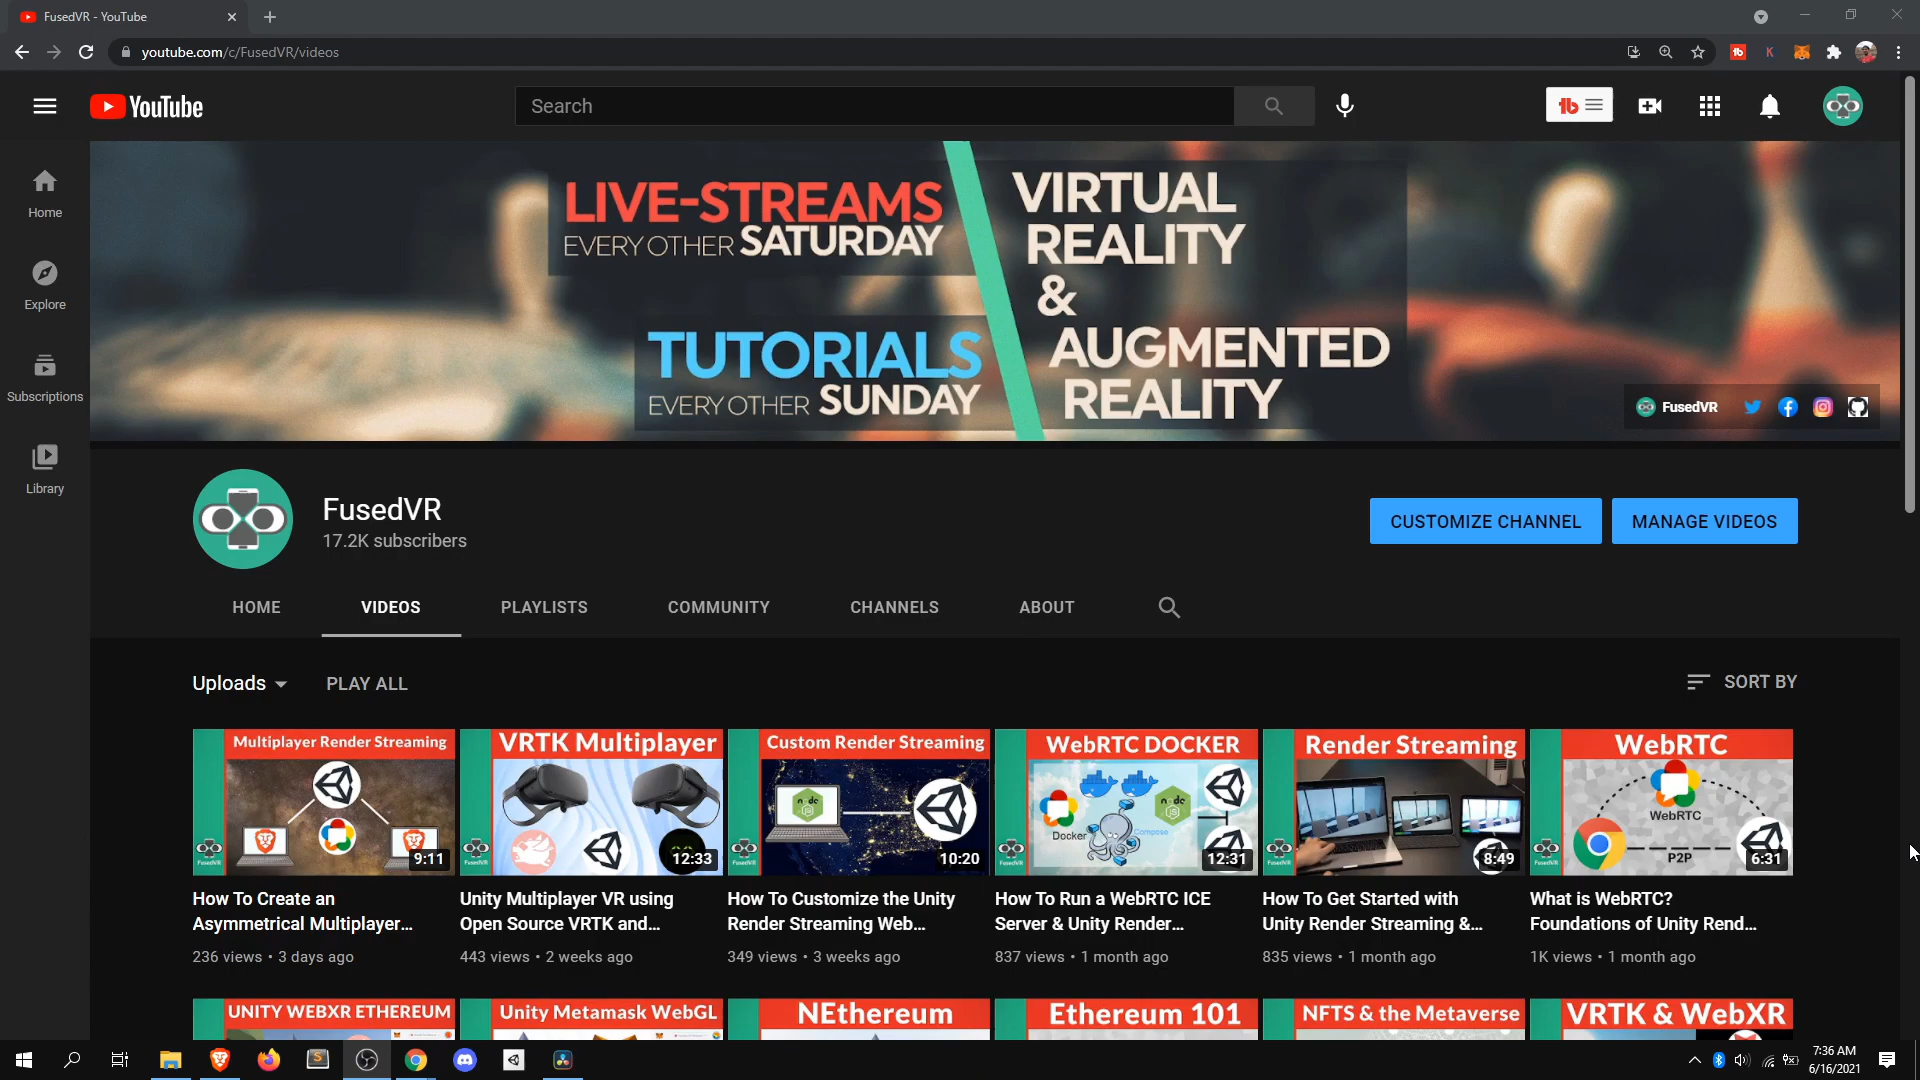 FusedVR - YouTube
youtube.com/c/FusedVR/videos
YouTube
Search
Home
Explore
Subscriptions
Library
LIVE-STREAMS
EVERY OTHER SATURDAY
TUTORIALS
EVERY OTHER SUNDAY
VIRTUAL
REALITY
&
AUGMENTED
REALITY
FusedVR
FusedVR
17.2K subscribers
CUSTOMIZE CHANNEL
MANAGE VIDEOS
HOME
VIDEOS
PLAYLISTS
COMMUNITY
CHANNELS
ABOUT
Uploads
PLAY ALL
SORT BY
Multiplayer Render Streaming
9:11
How To Create an
Asymmetrical Multiplayer...
236 views • 3 days ago
VRTK Multiplayer
12:33
Unity Multiplayer VR using
Open Source VRTK and...
443 views • 2 weeks ago
Custom Render Streaming
10:20
How To Customize the Unity
Render Streaming Web...
349 views • 3 weeks ago
WebRTC DOCKER
Docker
Compose
12:31
How To Run a WebRTC ICE
Server & Unity Render...
837 views • 1 month ago
Render Streaming
8:49
How To Get Started with
Unity Render Streaming &...
835 views • 1 month ago
WebRTC
WebRTC
P2P
6:31
What is WebRTC?
Foundations of Unity Rend...
1K views • 1 month ago
UNITY WEBXR ETHEREUM
Unity Metamask WebGL
NEthereum
Ethereum 101
NFTS & the Metaverse
VRTK & WebXR
7:36 AM
6/16/2021